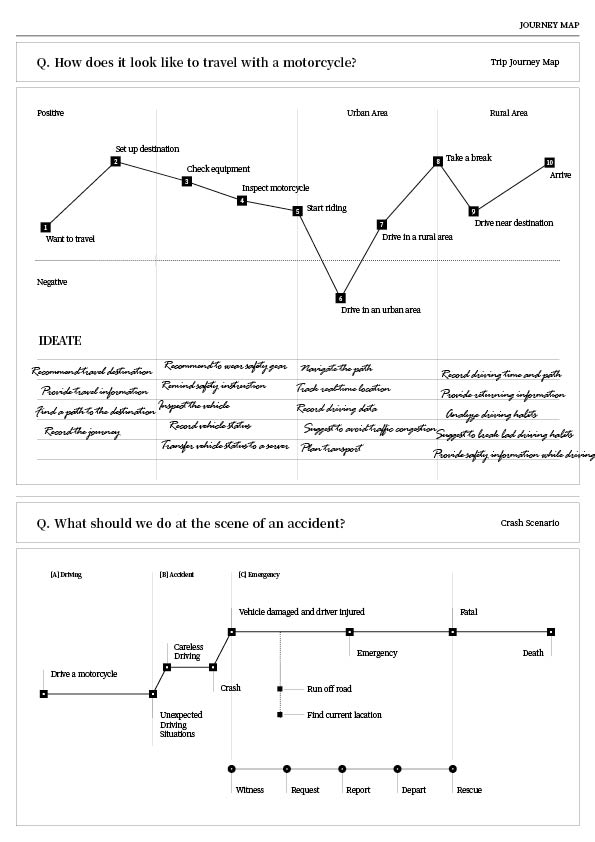 JOURNEY MAP
Q. How does it look like to travel with a motorcycle?
Trip Journey Map
Positive
Urban Area
Rural Area
1
Want to travel
2
Set up destination
3
Check equipment
4
Inspect motorcycle
5
Start riding
6
Drive in an urban area
7
Drive in a rural area
8
Take a break
9
Drive near destination
10
Arrive
Negative
IDEATE
Recommend travel destination
Provide travel information
Find a path to the destination
Record the journey
Recommend to wear safety gear
Remind safety instruction
Inspect the vehicle
Record vehicle status
Transfer vehicle status to a server
Navigate the path
Track realtime location
Record driving data
Suggest to avoid traffic congestion
Plan transport
Record driving time and path
Provide returning information
Analyze driving habits
Suggest to break bad driving habits
Provide safety information while driving
Q. What should we do at the scene of an accident?
Crash Scenario
[A] Driving
[B] Accident
[C] Emergency
Drive a motorcycle
Unexpected
Driving
Situations
Careless
Driving
Crash
Vehicle damaged and driver injured
Emergency
Fatal
Death
Run off road
Find current lacation
Witness
Request
Report
Depart
Rescue